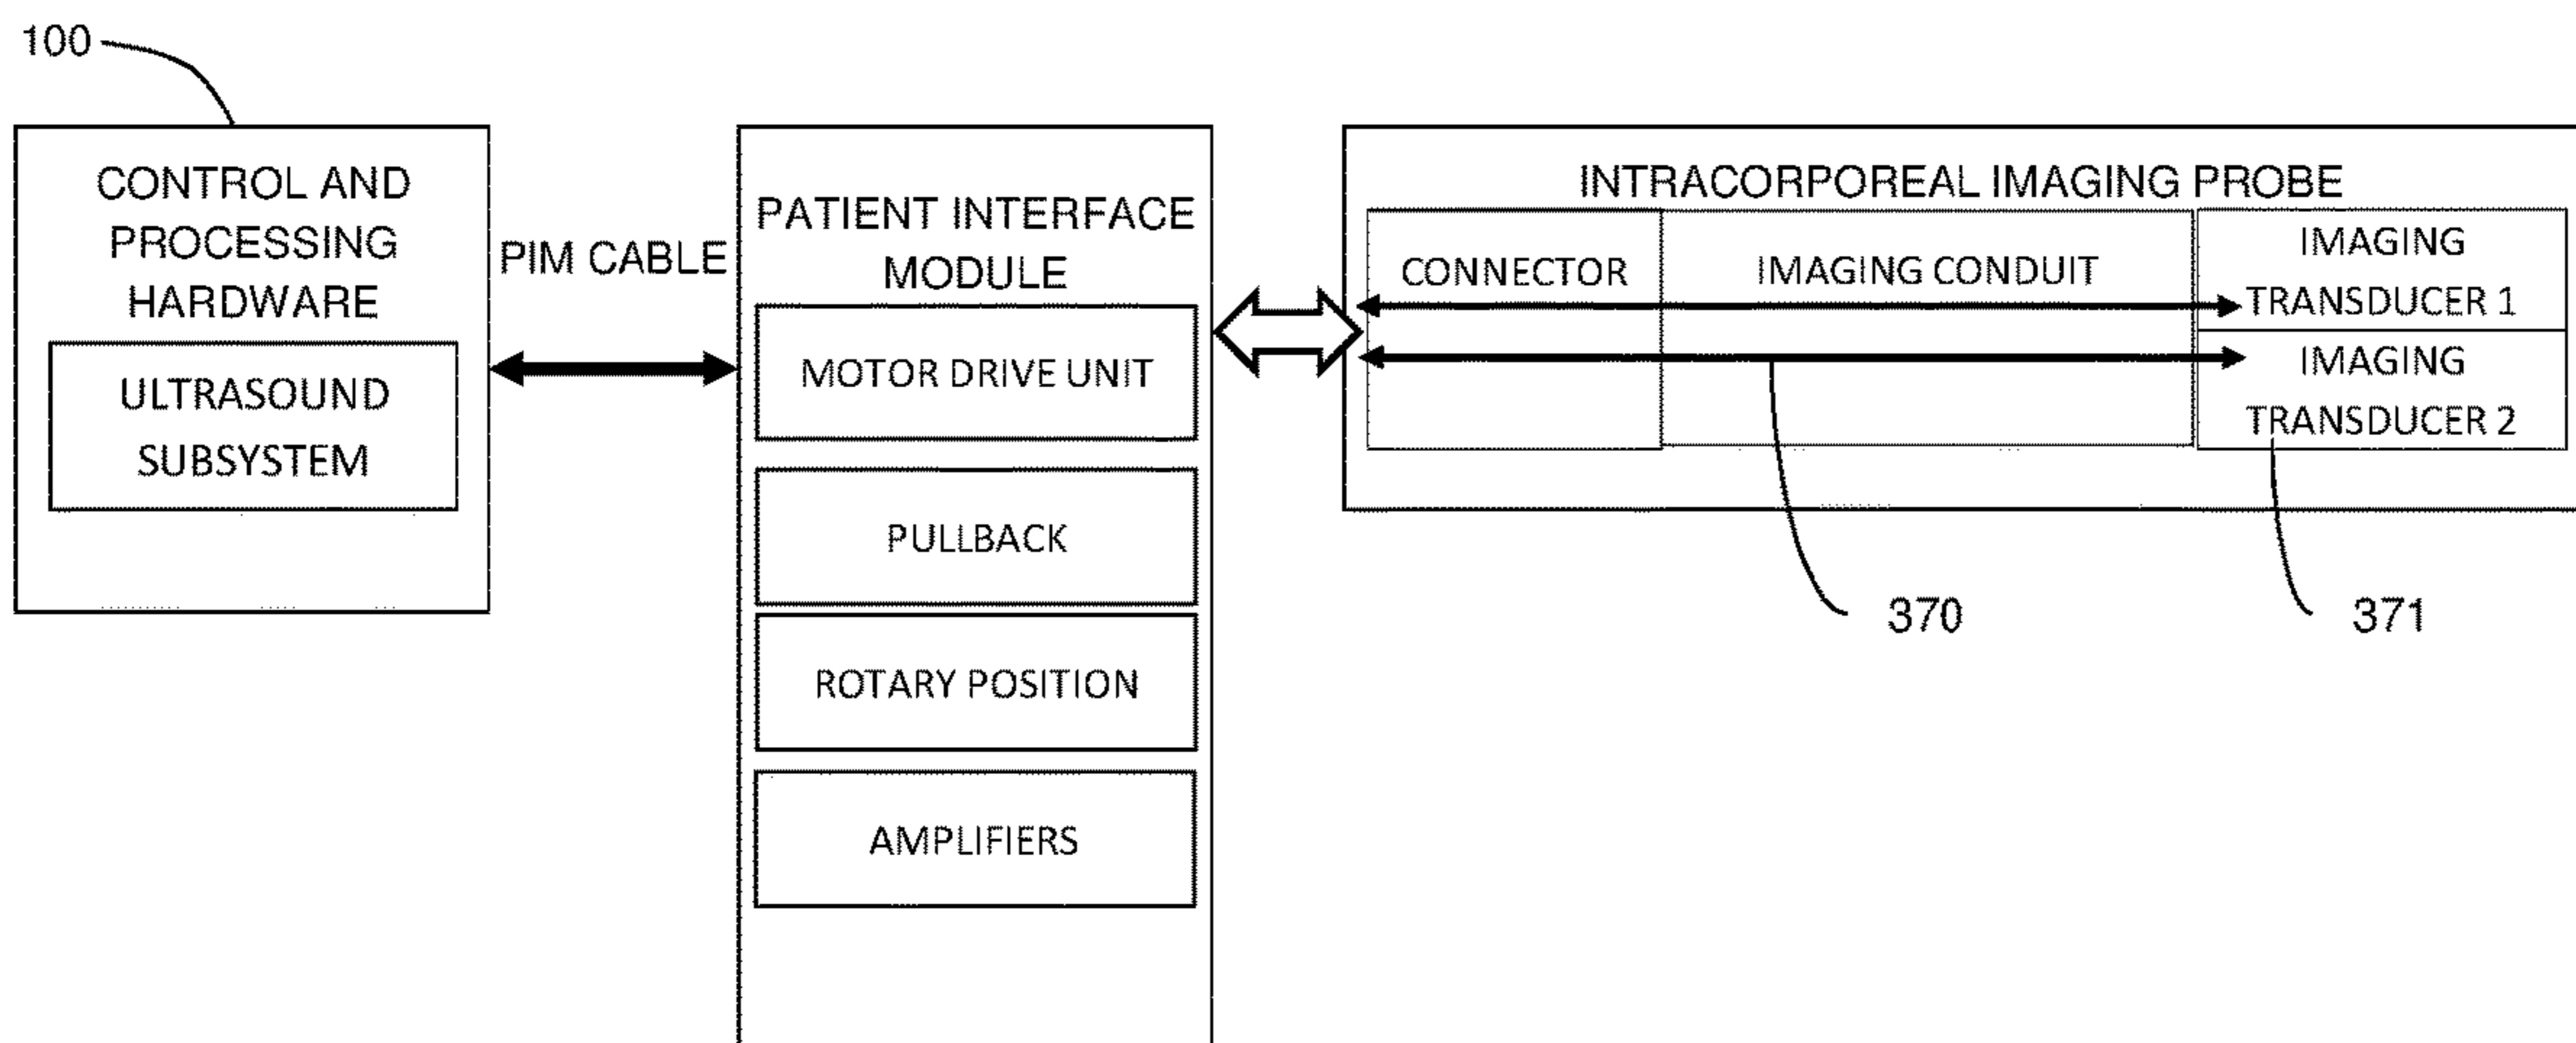 100
CONTROL AND
PROCESSING
HARDWARE
ULTRASOUND
SUBSYSTEM
PIM CABLE
PATIENT INTERFACE
MODULE
MOTOR DRIVE UNIT
PULLBACK
ROTARY POSITION
AMPLIFIERS
INTRACORPOREAL IMAGING PROBE
CONNECTOR
IMAGING CONDUIT
IMAGING
TRANSDUCER 1
IMAGING
TRANSDUCER 2
370
371